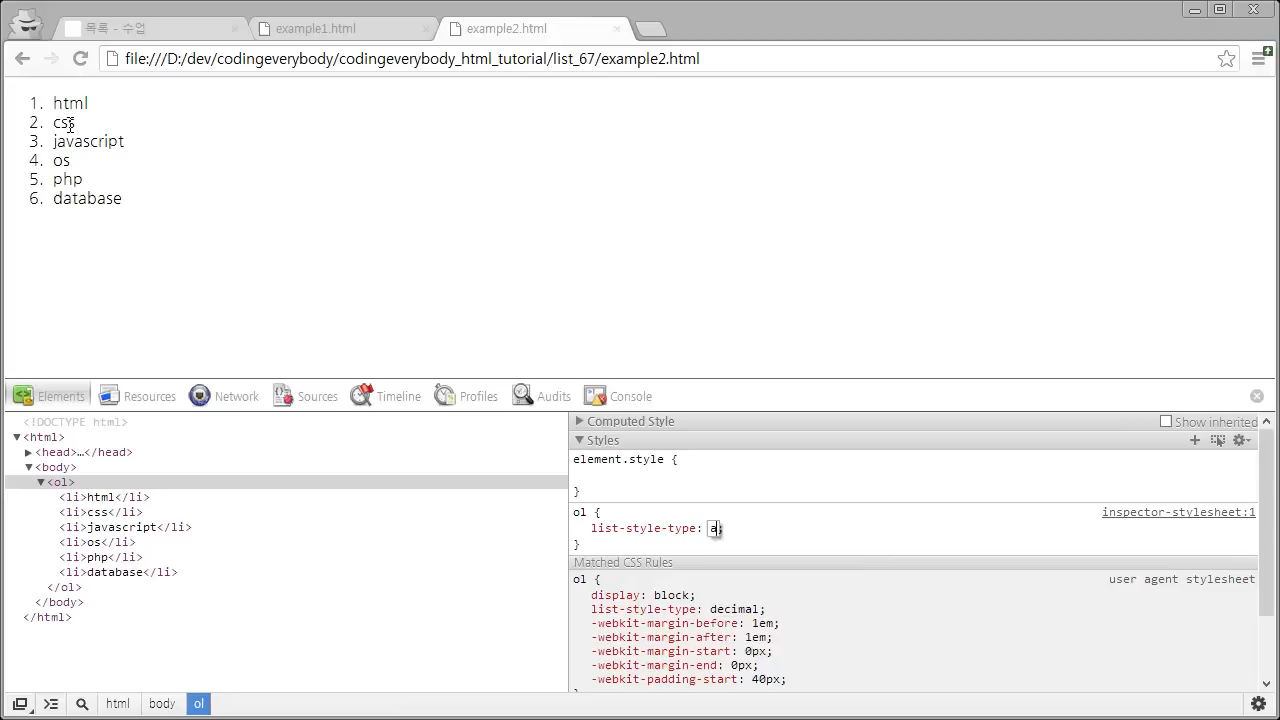 목록 - 수업
example1.html
example2.html
file:///D:/dev/codingeverybody/codingeverybody_html_tutorial/list_67/example2.html
1. html
2. css
3. javascript
4. os
5. php
6. database
Elements Resources Network Sources Timeline Profiles Audits Console
<!DOCTYPE html>
<html>
<head>…</head>
<body>
<ol>
<li>html</li>
<li>css</li>
<li>javascript</li>
<li>os</li>
<li>php</li>
<li>database</li>
</ol>
</body>
</html>
Computed Style Show inherited
Styles
element.style {
}
ol { inspector-stylesheet:1
list-style-type: a;
}
Matched CSS Rules
ol { user agent stylesheet
display: block;
list-style-type: decimal;
-webkit-margin-before: 1em;
-webkit-margin-after: 1em;
-webkit-margin-start: 0px;
-webkit-margin-end: 0px;
-webkit-padding-start: 40px;
html body ol